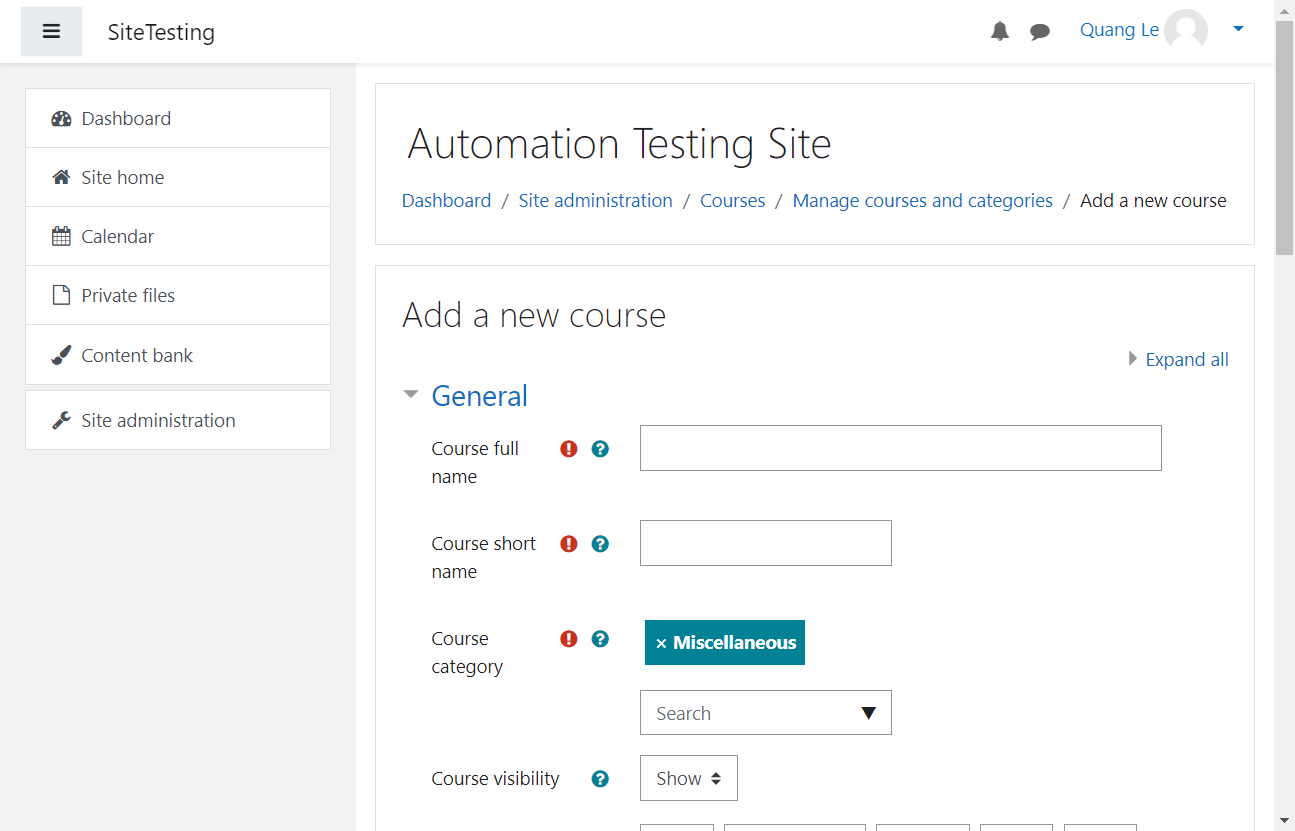 SiteTesting
Quang Le
Dashboard
Site home
Calendar
Private files
Content bank
Site administration
Automation Testing Site
Dashboard / Site administration / Courses / Manage courses and categories / Add a new course
Add a new course
Expand all
General
Course full
name
Course short
name
Course
category
× Miscellaneous
Search
Course visibility
Show